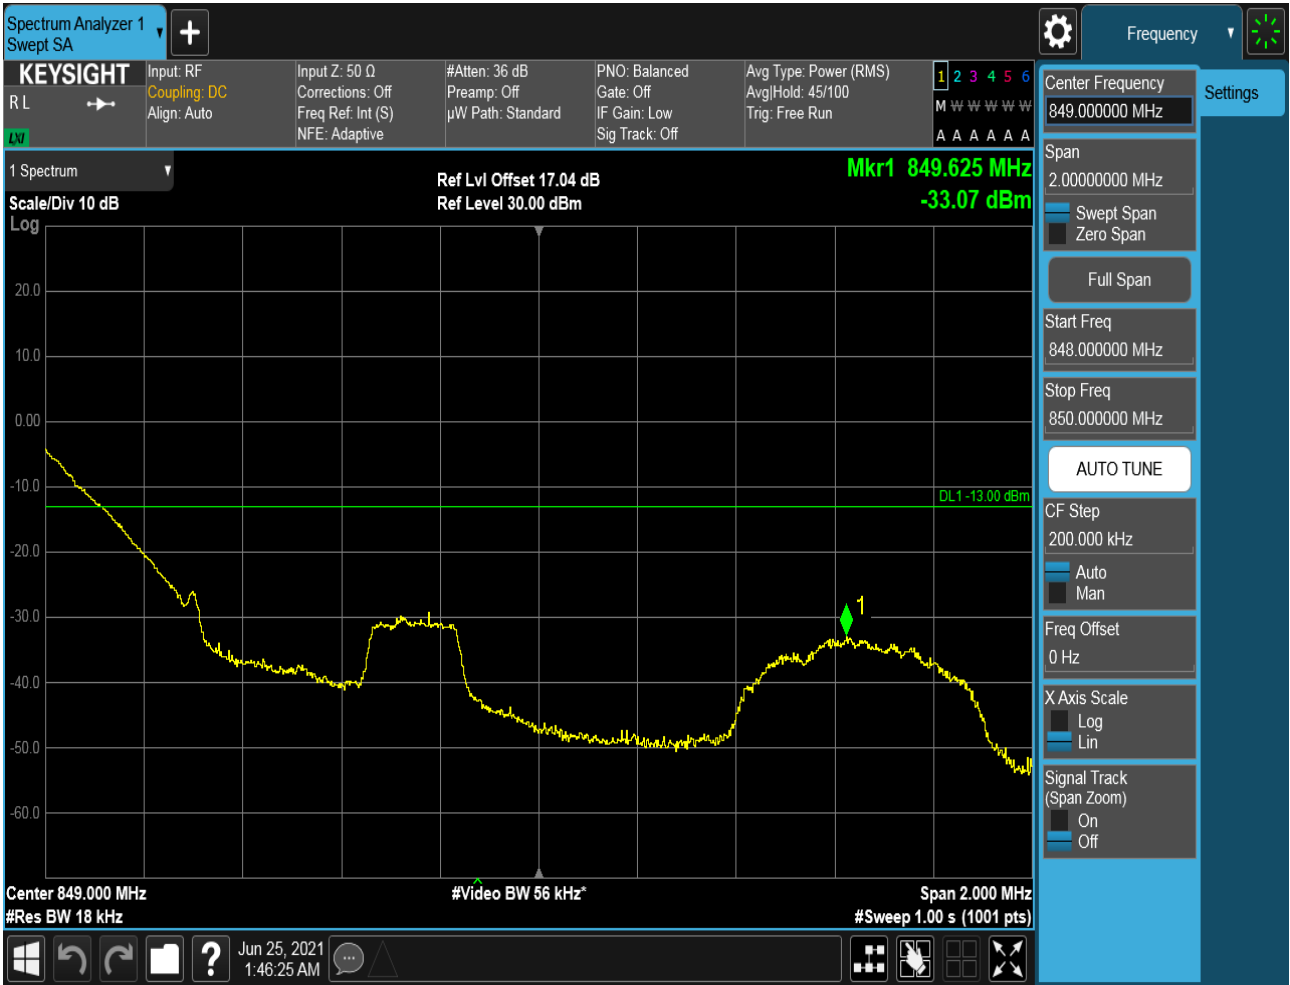 Spectrum Analyzer 1
Swept SA
+
Frequency
KEYSIGHT
R L
LXI
Input: RF
Coupling: DC
Align: Auto
Input Z: 50 Ω
Corrections: Off
Freq Ref: Int (S)
NFE: Adaptive
#Atten: 36 dB
Preamp: Off
µW Path: Standard
PNO: Balanced
Gate: Off
IF Gain: Low
Sig Track: Off
Avg Type: Power (RMS)
Avg|Hold: 45/100
Trig: Free Run
1 2 3 4 5 6
M W W W W W
A A A A A A
1 Spectrum
Scale/Div 10 dB
Log
Ref Lvl Offset 17.04 dB
Ref Level 30.00 dBm
Mkr1 849.625 MHz
-33.07 dBm
20.0
10.0
0.00
-10.0
-20.0
-30.0
-40.0
-50.0
-60.0
DL1 -13.00 dBm
1
Center 849.000 MHz
#Res BW 18 kHz
#Video BW 56 kHz*
Span 2.000 MHz
#Sweep 1.00 s (1001 pts)
?
Jun 25, 2021
1:46:25 AM
Center Frequency
849.000000 MHz
Span
2.00000000 MHz
Swept Span
Zero Span
Full Span
Start Freq
848.000000 MHz
Stop Freq
850.000000 MHz
AUTO TUNE
CF Step
200.000 kHz
Auto
Man
Freq Offset
0 Hz
X Axis Scale
Log
Lin
Signal Track
(Span Zoom)
On
Off
Settings